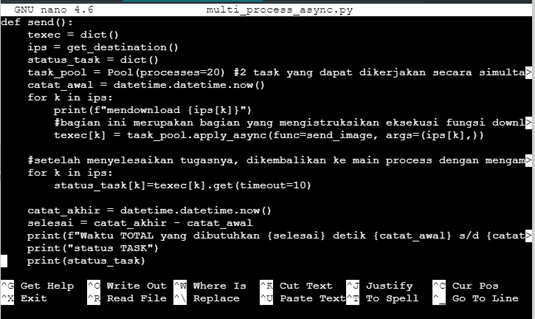 GNU nano 4.6 multi_process_async.py
def send():
    texec = dict()
    ips = get_destination()
    status_task = dict()
    task_pool = Pool(processes=20) #2 task yang dapat dikerjakan secara simulta>
    catat_awal = datetime.datetime.now()
    for k in ips:
        print(f"mendownload {ips[k]}")
        #bagian ini merupakan bagian yang mengistruksikan eksekusi fungsi downl>
        texec[k] = task_pool.apply_async(func=send_image, args=(ips[k],))
    #setelah menyelesaikan tugasnya, dikembalikan ke main process dengan mengam>
    for k in ips:
        status_task[k]=texec[k].get(timeout=10)
    catat_akhir = datetime.datetime.now()
    selesai = catat_akhir - catat_awal
    print(f"Waktu TOTAL yang dibutuhkan {selesai} detik {catat_awal} s/d {catat>
    print("status TASK")
    print(status_task)
^G Get Help ^O Write Out ^W Where Is ^K Cut Text ^J Justify ^C Cur Pos
^X Exit ^R Read File ^\ Replace ^U Paste Text ^T To Spell ^_ Go To Line